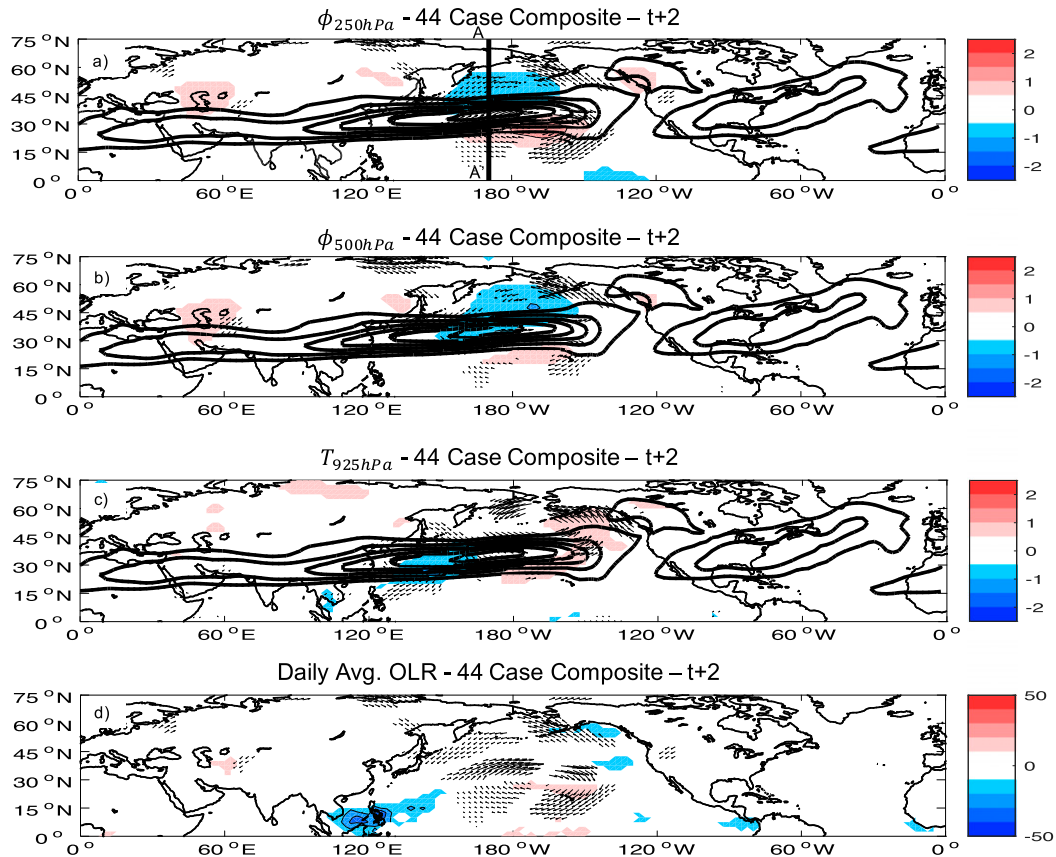 ϕ250hPa - 44 Case Composite – t+2
a)
A
A'
75 °N
60 °N
45 °N
30 °N
15 °N
0 °
60 °E
120 °E
180 °W
120 °W
60 °W
0 °
2
1
0
-1
-2
ϕ500hPa - 44 Case Composite – t+2
b)
75 °N
60 °N
45 °N
30 °N
15 °N
0 °
0 °
60 °E
120 °E
180 °W
120 °W
60 °W
0 °
2
1
0
-1
-2
T925hPa - 44 Case Composite – t+2
c)
75 °N
60 °N
45 °N
30 °N
15 °N
0 °
0 °
60 °E
120 °E
180 °W
120 °W
60 °W
0 °
2
1
0
-1
-2
Daily Avg. OLR - 44 Case Composite – t+2
d)
75 °N
60 °N
45 °N
30 °N
15 °N
0 °
0 °
60 °E
120 °E
180 °W
120 °W
60 °W
0 °
50
0
-50